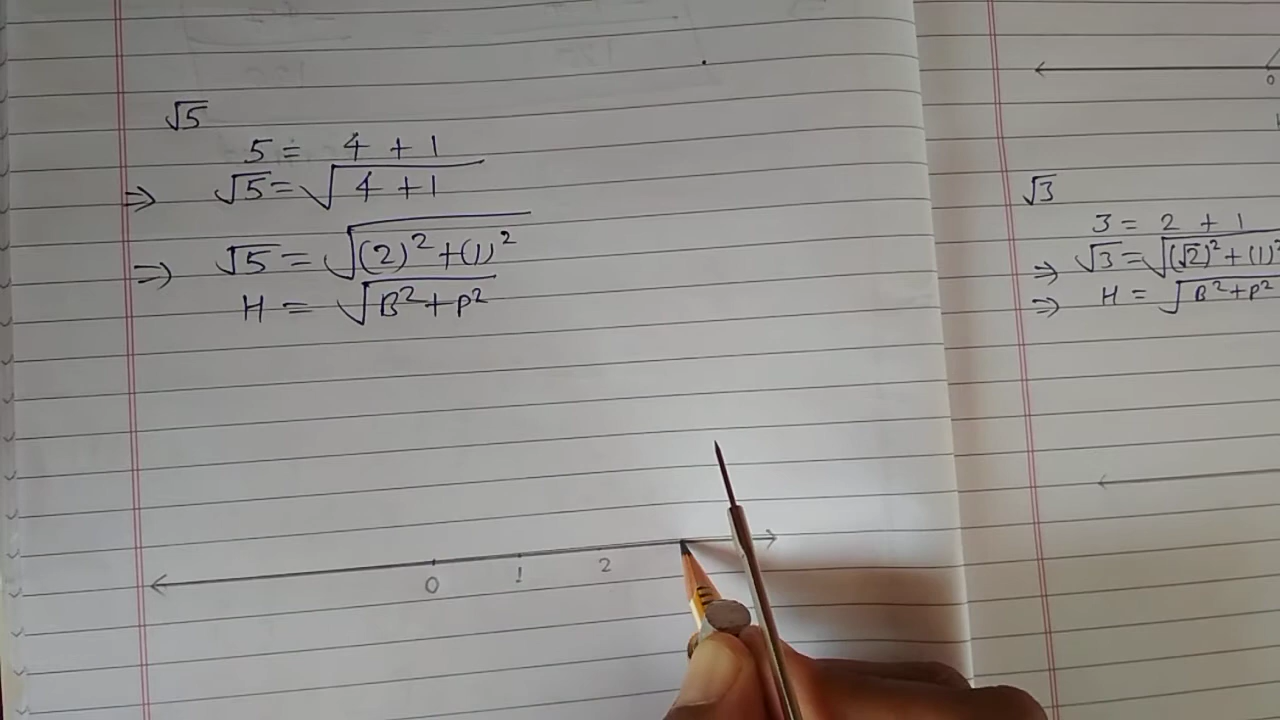 √5
5 = 4 + 1
⇒ √5 = √4 + 1
⇒ √5 = √(2)² + (1)²
H = √B² + P²
0 1 2
0
√3
3 = 2 + 1
⇒ √3 = √(√2)² + (1)²
⇒ H = √B² + P²